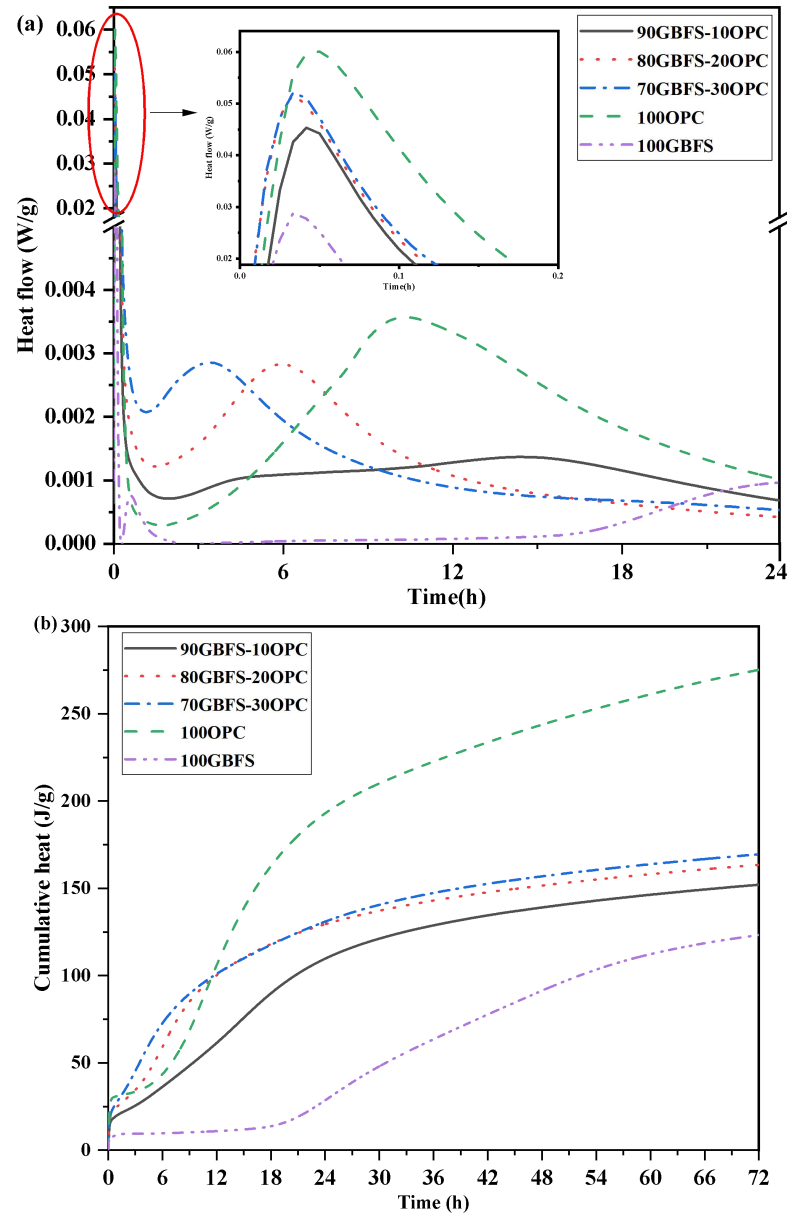 (a)
90GBFS-10OPC
80GBFS-20OPC
70GBFS-30OPC
100OPC
100GBFS
Heat flow (W/g)
0.06
0.05
0.04
0.03
0.02
0.004
0.003
0.002
0.001
0.000
0 6 12 18 24
Time(h)
Heat flow (W/g)
0.06
0.05
0.04
0.03
0.02
0.0 0.1 0.2
Time(h)
(b)
90GBFS-10OPC
80GBFS-20OPC
70GBFS-30OPC
100OPC
100GBFS
Cumulative heat (J/g)
300
250
200
150
100
50
0
0 6 12 18 24 30 36 42 48 54 60 66 72
Time (h)